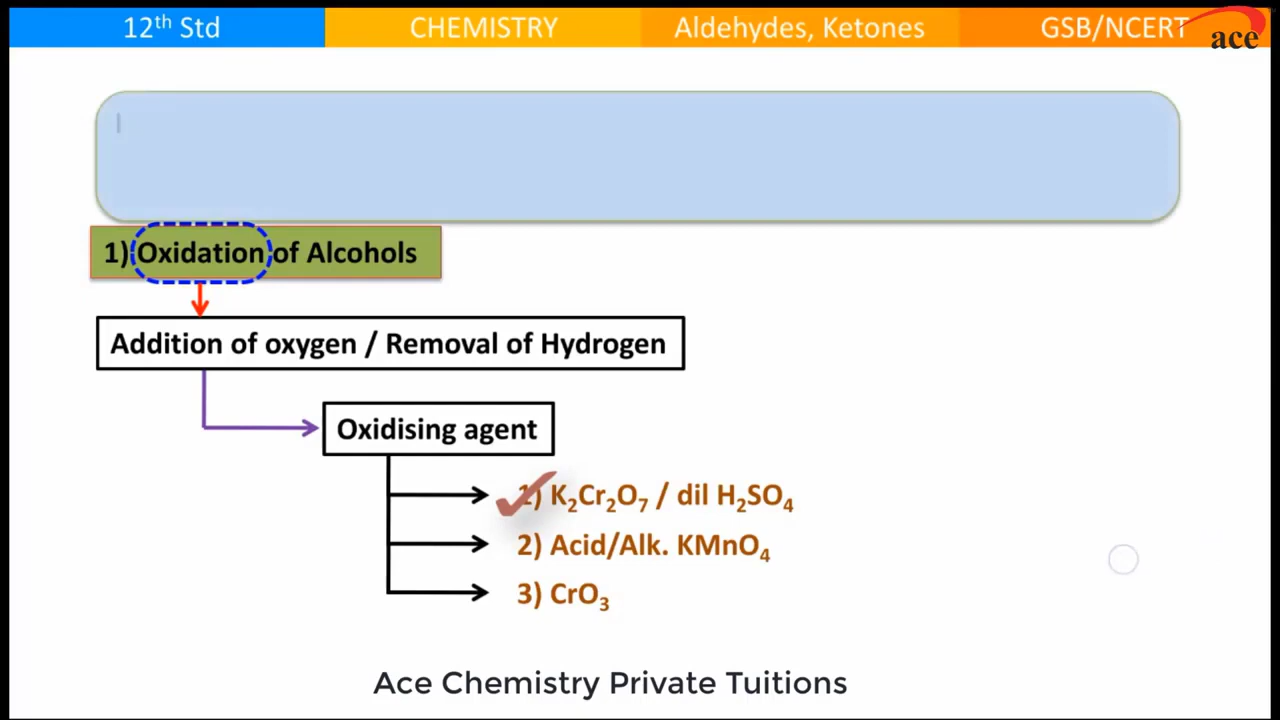 12th Std CHEMISTRY Aldehydes, Ketones GSB/NCERT ace
1) Oxidation of Alcohols
Addition of oxygen / Removal of Hydrogen
Oxidising agent
1) K₂Cr₂O₇ / dil H₂SO₄
2) Acid/Alk. KMnO₄
3) CrO₃
Ace Chemistry Private Tuitions